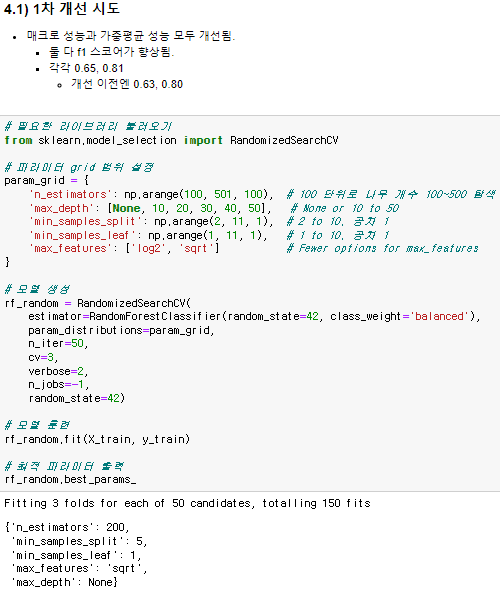 4.1) 1차 개선 시도
매크로 성능과 가중평균 성능 모두 개선됨.
둘 다 f1 스코어가 향상됨.
각각 0.65, 0.81
개선 이전엔 0.63, 0.80
# 필요한 라이브러리 불러오기
from sklearn.model_selection import RandomizedSearchCV
# 파라미터 grid 범위 설정
param_grid = {
    'n_estimators': np.arange(100, 501, 100),  # 100 단위로 나무 개수 100~500 탐색
    'max_depth': [None, 10, 20, 30, 40, 50],   # None or 10 to 50
    'min_samples_split': np.arange(2, 11, 1),  # 2 to 10, 공차 1
    'min_samples_leaf': np.arange(1, 11, 1),   # 1 to 10, 공차 1
    'max_features': ['log2', 'sqrt']           # Fewer options for max_features
}
# 모델 생성
rf_random = RandomizedSearchCV(
    estimator=RandomForestClassifier(random_state=42, class_weight='balanced'),
    param_distributions=param_grid,
    n_iter=50,
    cv=3,
    verbose=2,
    n_jobs=-1,
    random_state=42)
# 모델 훈련
rf_random.fit(X_train, y_train)
# 최적 파라미터 출력
rf_random.best_params_
Fitting 3 folds for each of 50 candidates, totalling 150 fits
{'n_estimators': 200,
 'min_samples_split': 5,
 'min_samples_leaf': 1,
 'max_features': 'sqrt',
 'max_depth': None}